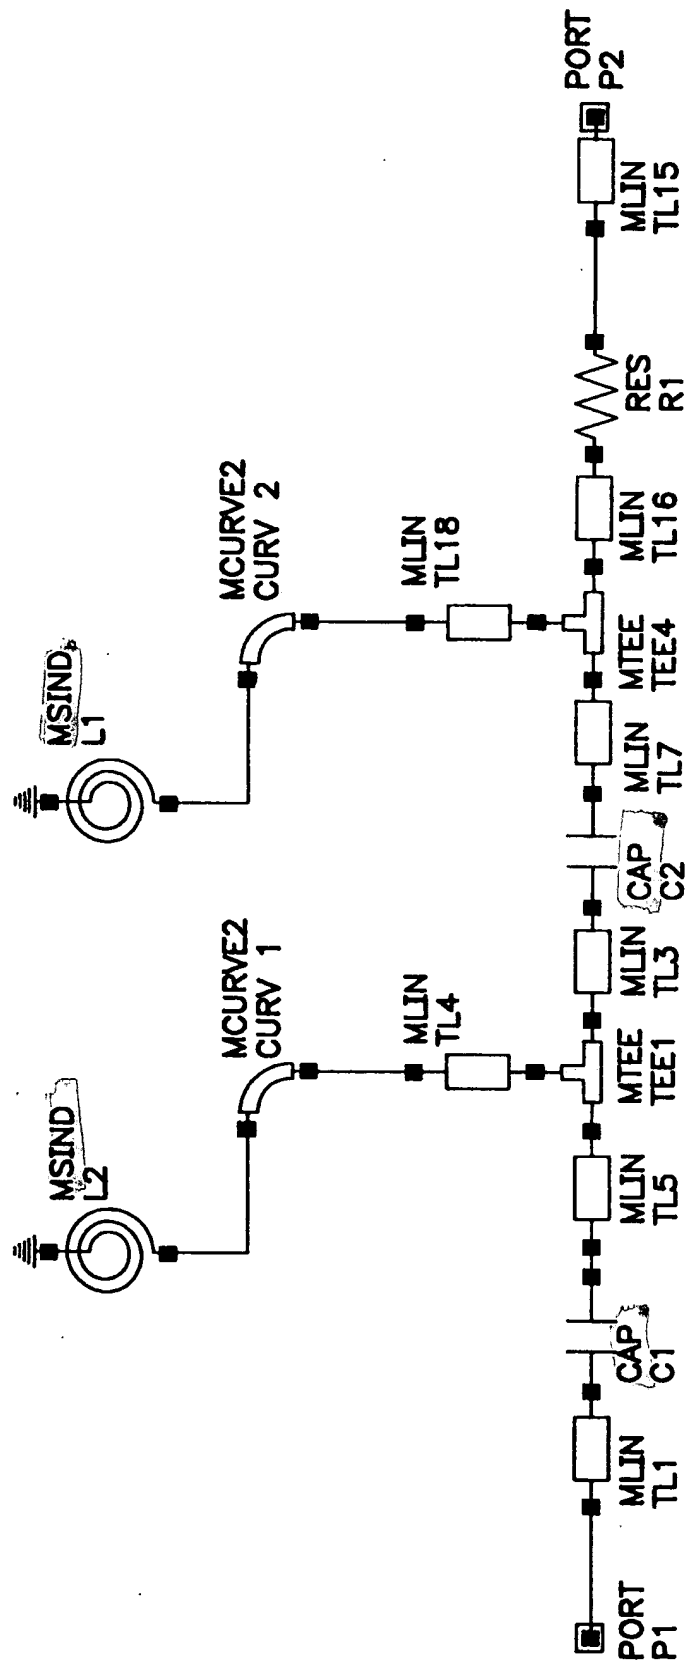 MSIND
L2
MSIND
L1
MCURVE2
CURV 1
MCURVE2
CURV 2
MLIN
TL4
MLIN
TL18
PORT
P1
MLIN
TL1
CAP
C1
MLIN
TL5
MTEE
TEE1
MLIN
TL3
CAP
C2
MLIN
TL7
MTEE
TEE4
MLIN
TL16
RES
R1
MLIN
TL15
PORT
P2